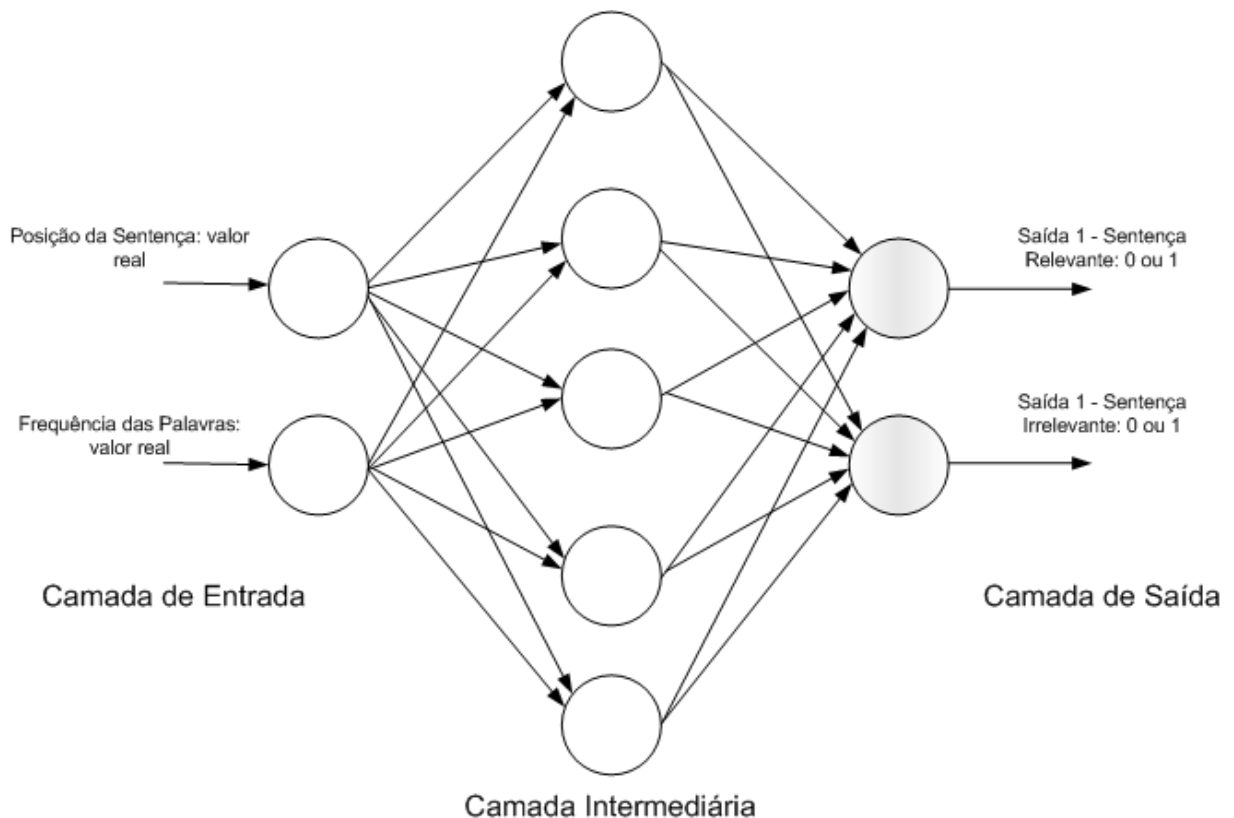 Posição da Sentença: valor
real
Saída 1 - Sentença
Relevante: 0 ou 1
Frequência das Palavras:
valor real
Saída 1 - Sentença
Irrelevante: 0 ou 1
Camada de Entrada
Camada de Saída
Camada Intermediária